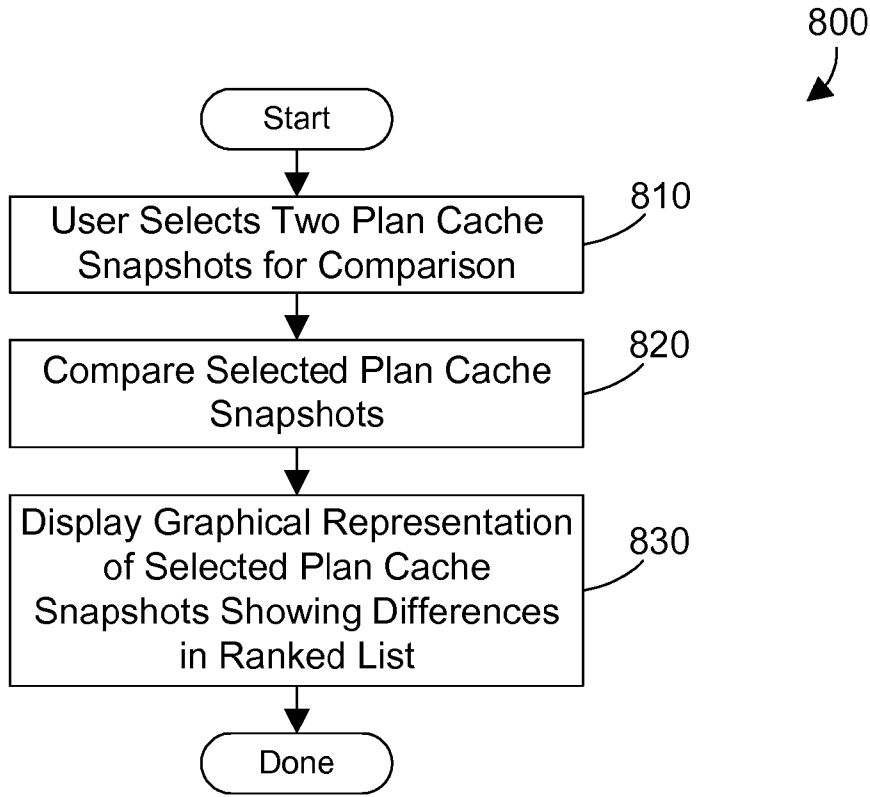 800
Start
User Selects Two Plan Cache
Snapshots for Comparison
810
Compare Selected Plan Cache
Snapshots
820
Display Graphical Representation
of Selected Plan Cache
Snapshots Showing Differences
in Ranked List
830
Done